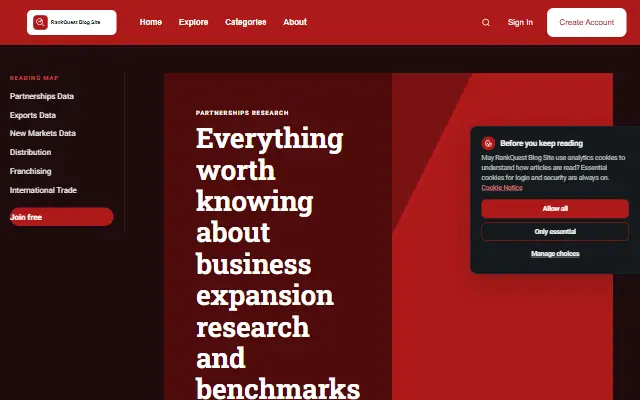 RankQuest Blog Site
Home
Explore
Categories
About
Sign In
Create Account
READING MAP
Partnerships Data
Exports Data
New Markets Data
Distribution
Franchising
International Trade
Join free
PARTNERSHIPS RESEARCH
Everything
worth
knowing
about
business
expansion
research
and
benchmarks
Before you keep reading
May RankQuest Blog Site use analytics cookies to
understand how articles are read? Essential
cookies for login and security are always on.
Cookie Notice
Allow all
Only essential
Manage choices